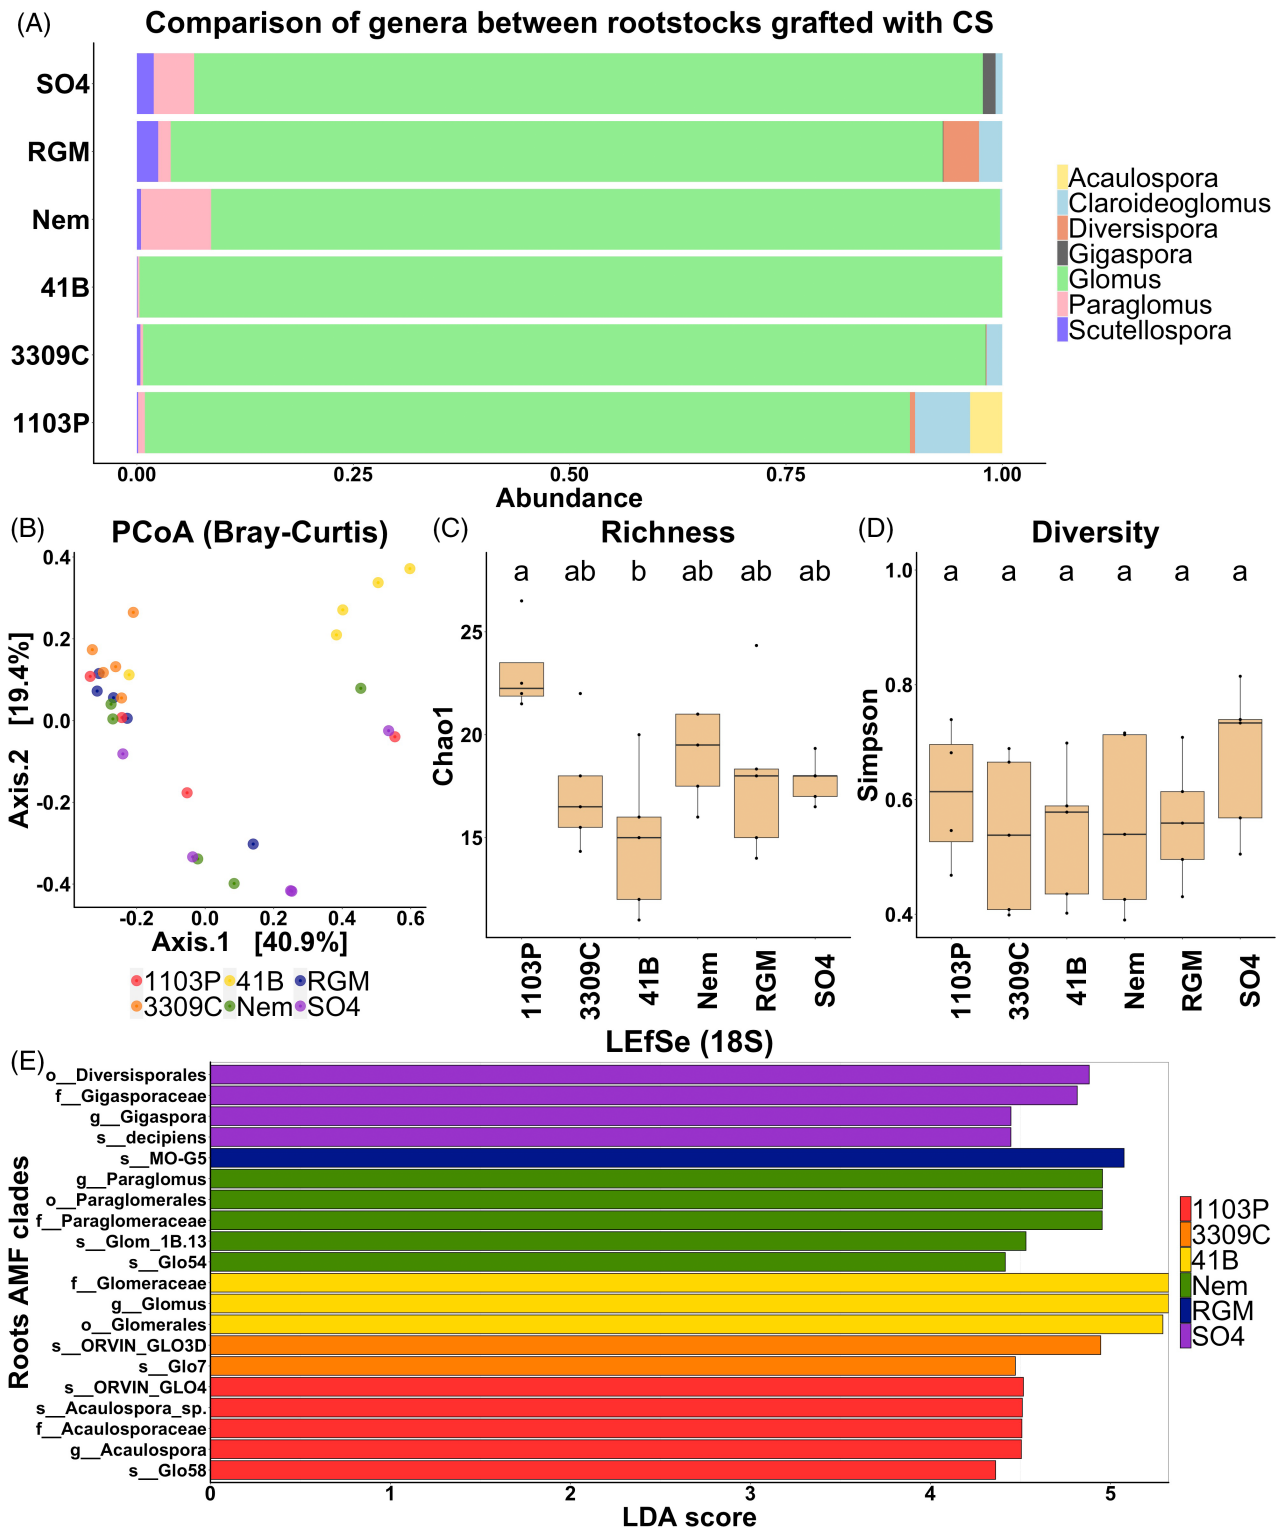 (A)
Comparison of genera between rootstocks grafted with CS
SO4
RGM
Nem
41B
3309C
1103P
0.00 0.25 0.50 0.75 1.00
Abundance
Acaulospora
Claroideoglomus
Diversispora
Gigaspora
Glomus
Paraglomus
Scutellospora
(B)
PCoA (Bray-Curtis)
0.4
0.2
0.0
-0.2
-0.4
Axis.2 [19.4%]
-0.2 0.0 0.2 0.4 0.6
Axis.1 [40.9%]
1103P 41B RGM
3309C Nem SO4
(C)
Richness
a ab b ab ab ab
25
20
15
Chao1
1103P 3309C 41B Nem RGM SO4
(D)
Diversity
a a a a a a
1.0
0.8
0.6
0.4
Simpson
1103P 3309C 41B Nem RGM SO4
LEfSe (18S)
(E)
o__Diversisporales
f__Gigasporaceae
g__Gigaspora
s__decipiens
s__MO-G5
g__Paraglomus
o__Paraglomerales
f__Paraglomeraceae
s__Glom_1B.13
s__Glo54
f__Glomeraceae
g__Glomus
o__Glomerales
s__ORVIN_GLO3D
s__Glo7
s__ORVIN_GLO4
s__Acaulospora_sp.
f__Acaulosporaceae
g__Acaulospora
s__Glo58
Roots AMF clades
0 1 2 3 4 5
LDA score
1103P
3309C
41B
Nem
RGM
SO4